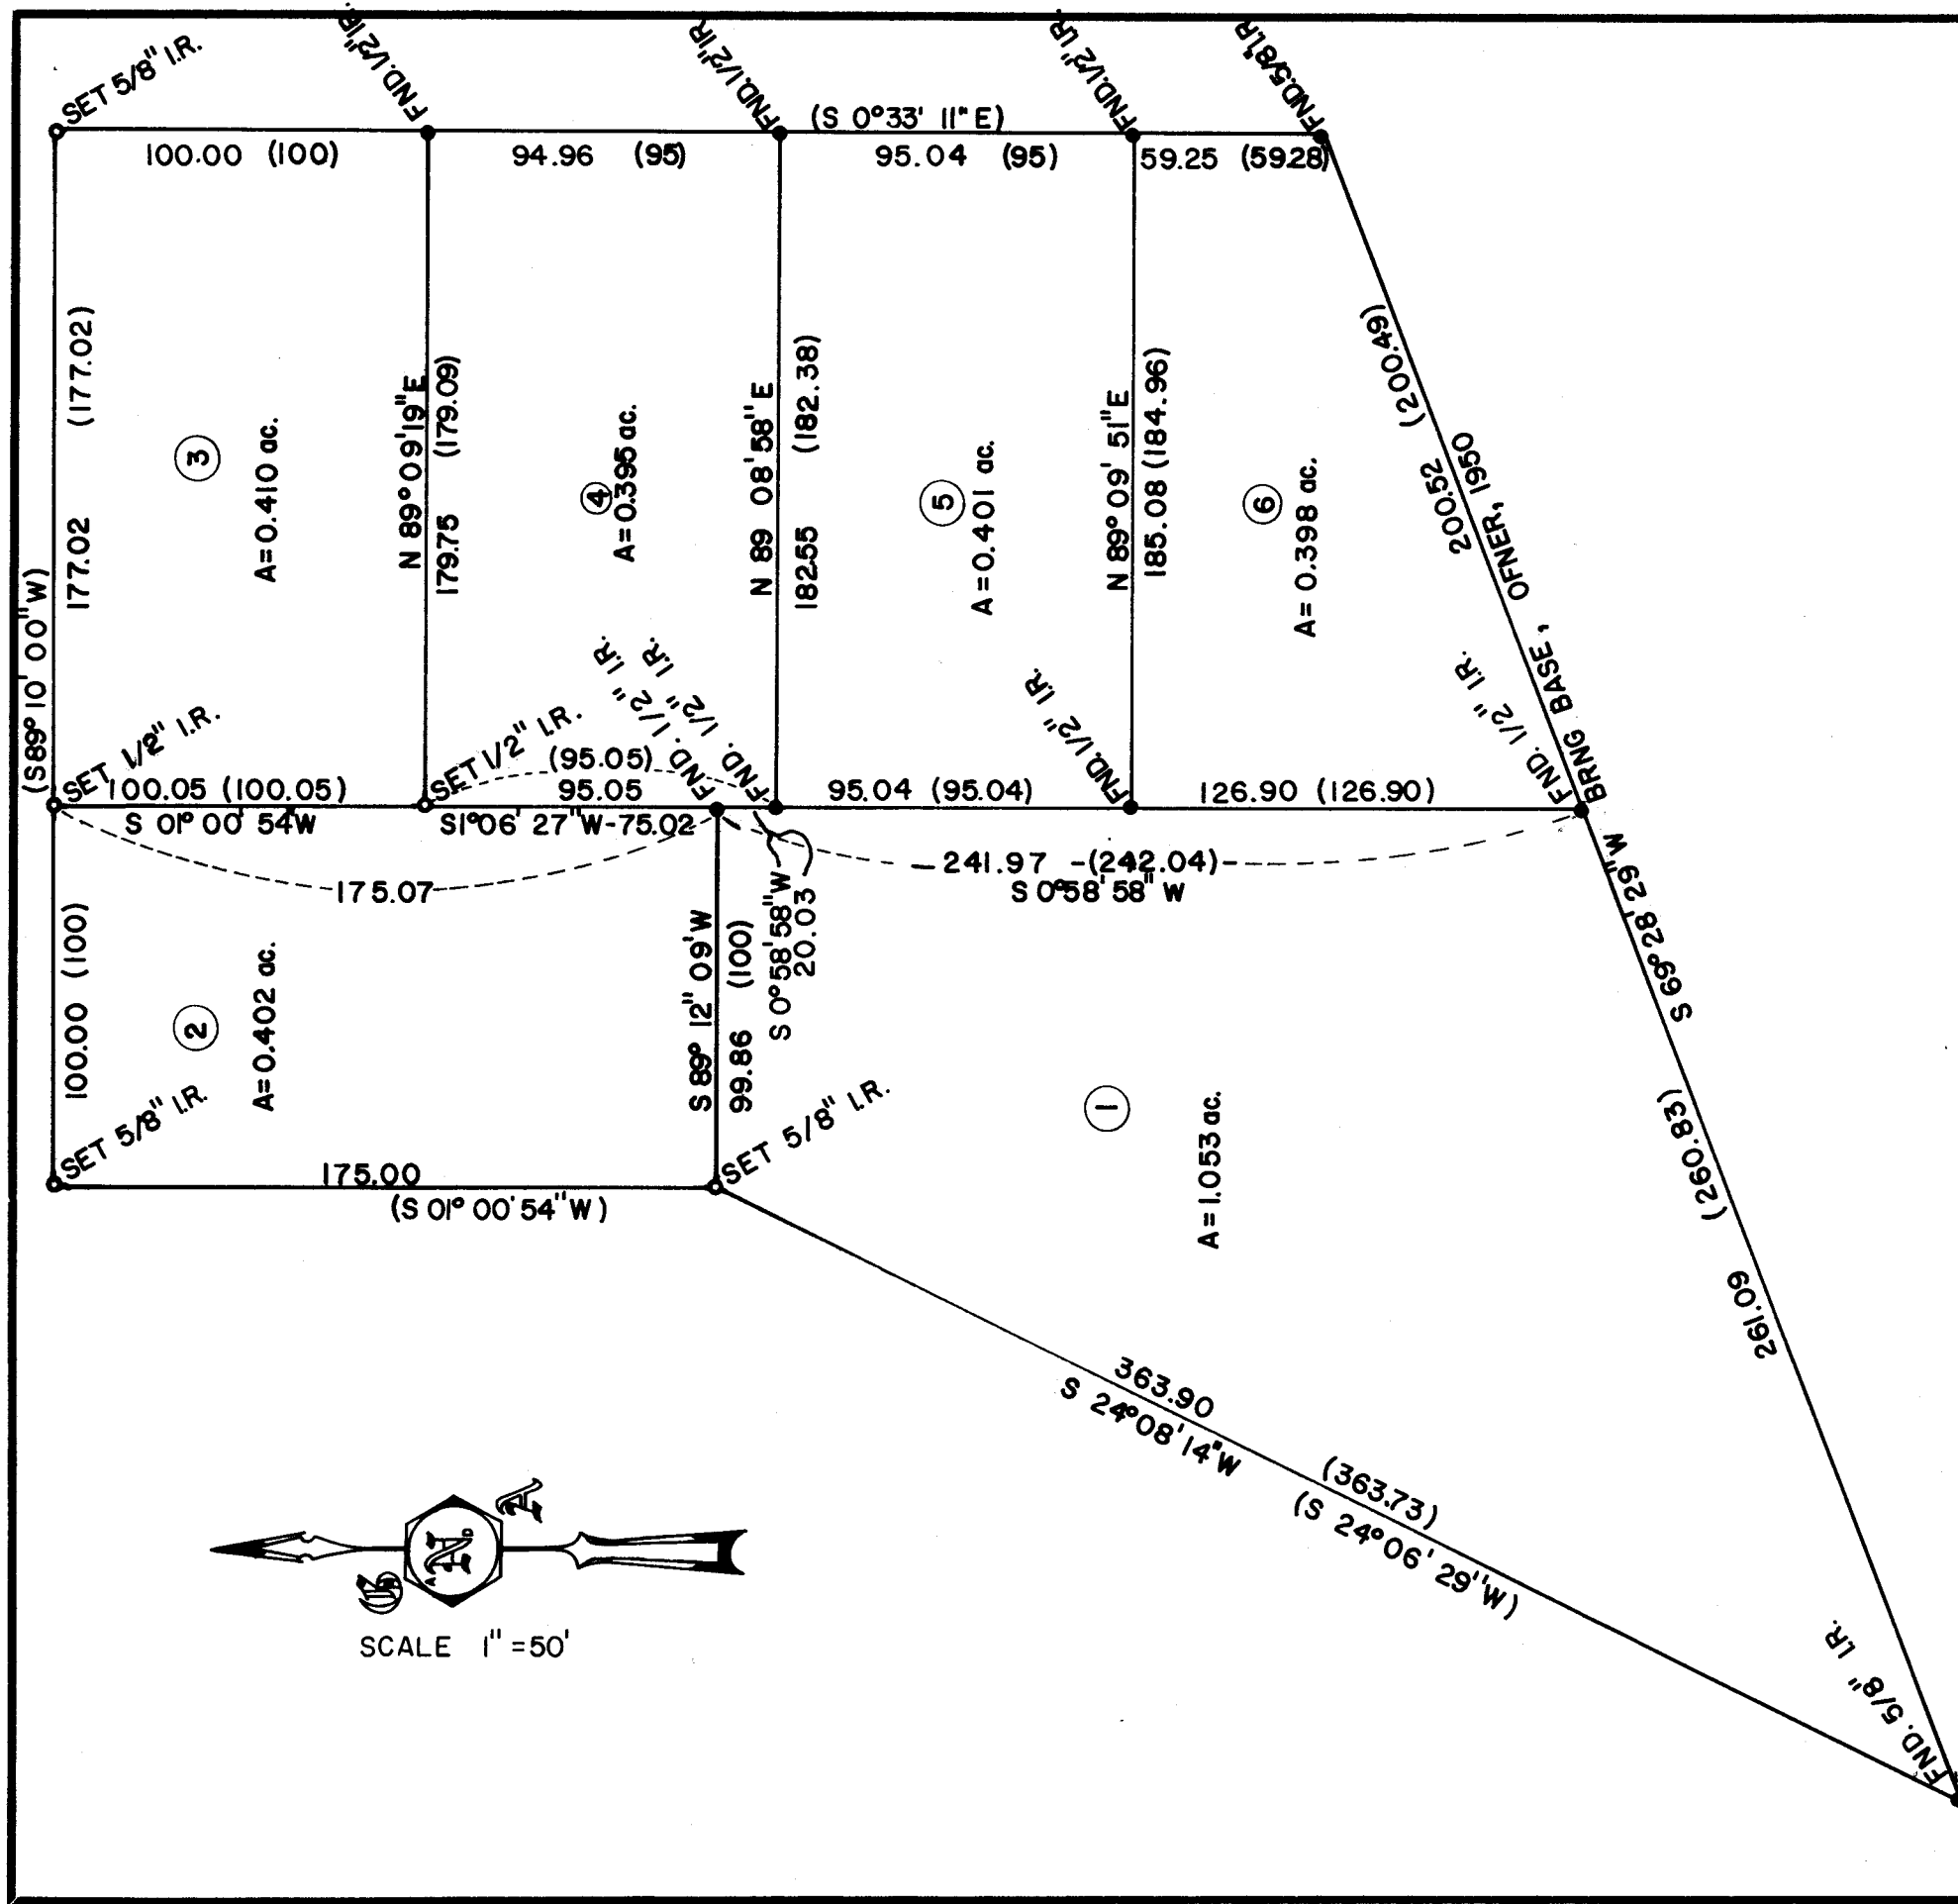 SET 5/8" I.R.
FND.1/2"IR.
FND.1/2"IR.
FND.1/2" I.R.
FND.5/8"I.R
(S 0°33' 11" E)
100.00 (100)
94.96 (95)
95.04 (95)
59.25 (59.28)
(S89°10' 00"W)
177.02 (177.02)
3
A=0.410 ac.
N 89°09'19"E
179.75 (179.09)
4
A=0.395 ac.
N 89 08'58" E
182.55 (182.38)
5
A=0.401 ac.
N 89°09' 51"E
185.08 (184.96)
6
A=0.398 ac.
(200.49)
200.52
BRNG BASE, OFNER, 1950
SET 1/2" I.R.
SET 1/2" I.R.
FND. 1/2" I.R.
FND. 1/2" I.R.
FND.1/2" I.R.
FND. 1/2" I.R.
100.05 (100.05)
(95.05)
95.05
95.04 (95.04)
126.90 (126.90)
S 01° 00' 54W
S1°06' 27"W-75.02
175.07
241.97 -(242.04)-
S 0°58'58" W
S 69° 28' 29" W
100.00 (100)
2
A=0.402 ac.
S 89° 12" 09'W
99.86 (100)
S 0°58'58"W
20.03
SET 5/8" I.R.
SET 5/8" I.R.
175.00
(S 01° 00' 54"W)
1
A=1.053 ac.
(260.83)
261.09
363.90
S 24°08'14"W
(363.73)
(S 24°06' 29"W)
FND. 5/8" I.R.
N
SCALE 1" =50'